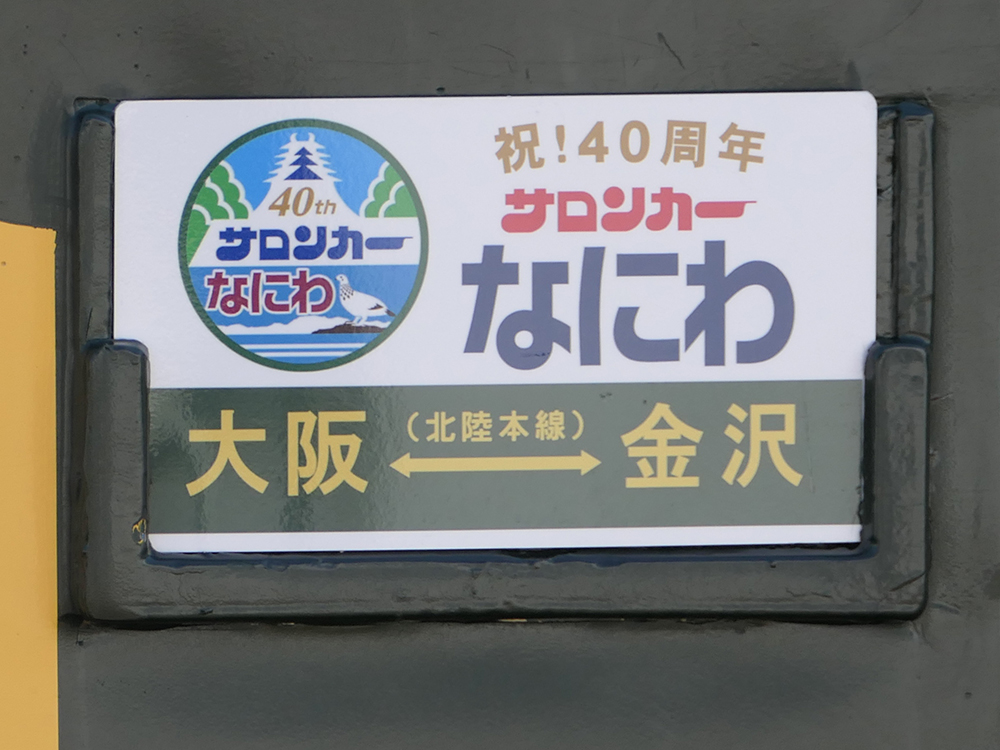 40th
サロンカー
なにわ
祝!40周年
サロンカー
なにわ
大阪 (北陸本線) 金沢